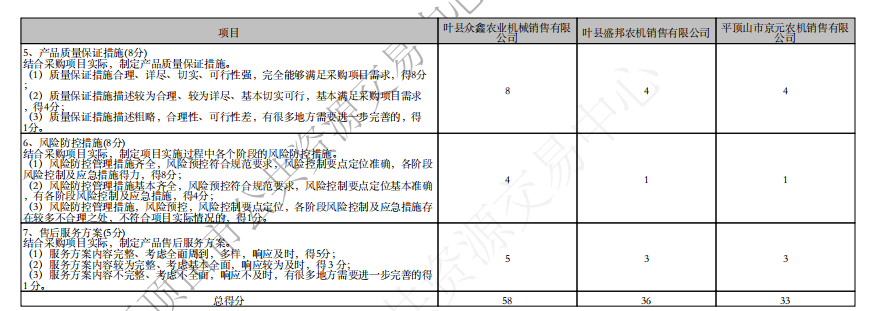 项目
叶县众鑫农业机械销售有限
公司
叶县盛邦农机销售有限公司
平顶山市京元农机销售有限
公司
5、产品质量保证措施(8分)
结合采购项目实际，制定产品质量保证措施。
（1）质量保证措施合理、详尽、切实、可行性强，完全能够满足采购项目需求，得8分
；
（2）质量保证措施描述较为合理、较为详尽、基本切实可行，基本满足采购项目需求
，得4分；
（3）质量保证措施描述粗略，合理性、可行性差，有很多地方需要进一步完善的，得
1分。
8
4
4
6、风险防控措施(8分)
结合采购项目实际，制定项目实施过程中各个阶段的风险防控措施。
（1）风险防控管理措施齐全，风险预控符合规范要求，风险控制要点定位准确，各阶段
风险控制及应急措施得力，得8分；
（2）风险防控管理措施基本齐全，风险预控符合规范要求，风险控制要点定位基本准确
，有各阶段风险控制及应急措施，得4分；
（3）风险防控管理措施，风险预控，风险控制要点定位，各阶段风险控制及应急措施存
在较多不合理之处，不符合项目实际情况的，得1分。
4
1
1
7、售后服务方案(5分)
结合采购项目实际，制定产品售后服务方案。
（1）服务方案内容完整、考虑全面周到，多样，响应及时，得5分；
（2）服务方案内容较为完整、考虑基本全面，响应较为及时，得 3 分；
（3）服务方案内容不完整、考虑不全面，响应不及时，有很多地方需要进一步完善的得
1 分。
5
3
3
总得分
58
36
33